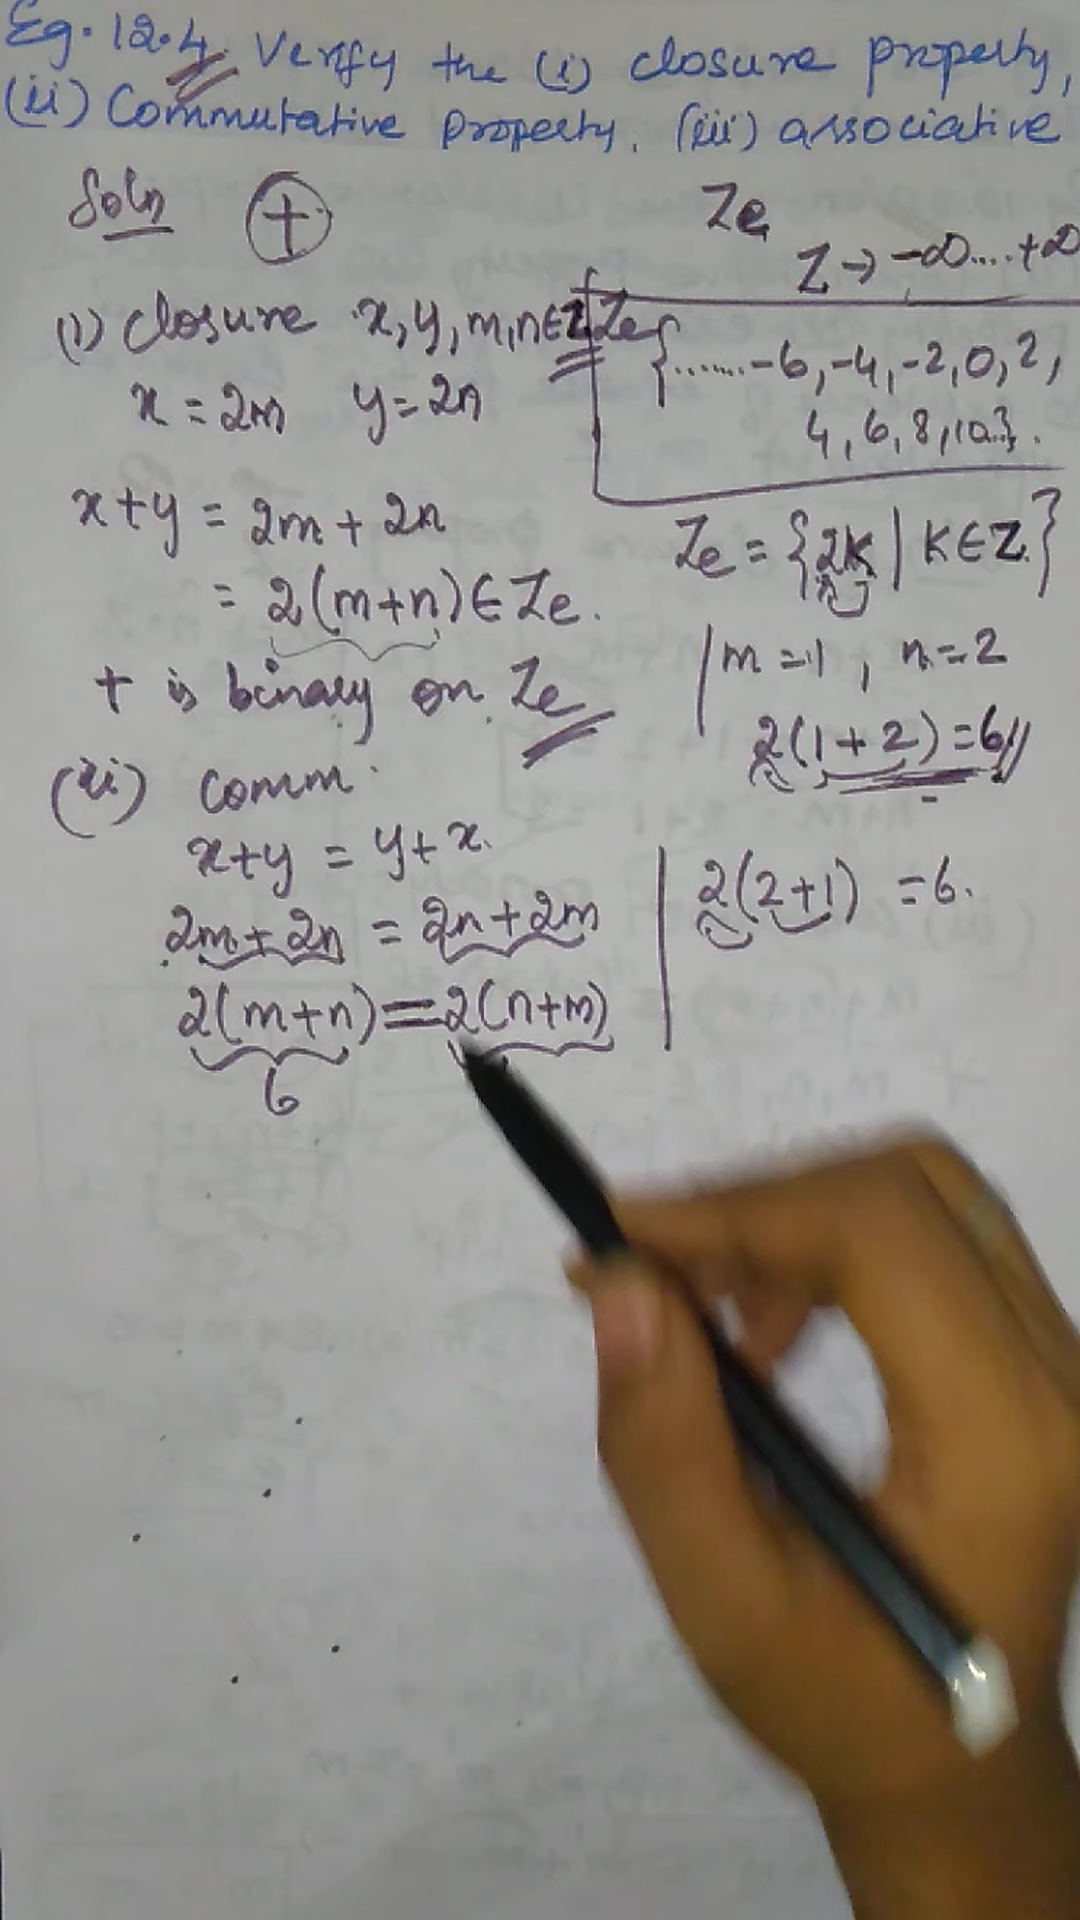 Eg. 12.4. Verify the (i) closure property,
(ii) Commutative property. (iii) associative
Soln +
Ze
Z → -∞....+∞
(i) closure x, y, m, n ∈ Z
x = 2m y = 2n
Ze
{.......-6, -4, -2, 0, 2,
4, 6, 8, 10..}.
x+y = 2m + 2n
= 2(m+n) ∈ Ze.
Ze = {2K | K ∈ Z}
+ is binary on Ze
m = 1, n = 2
2(1+2) = 6
(ii) comm.
x+y = y+x.
2m + 2n = 2n + 2m
2(m+n) = 2(n+m)
6
2(2+1) = 6.